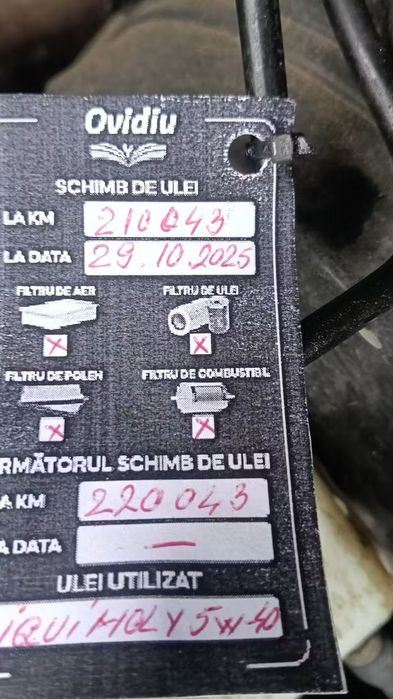 Ovidiu
SCHIMB DE ULEI
LA KM 210043
LA DATA 29.10.2025
FILTRU DE AER FILTRU DE ULEI
X X
FILTRU DE POLEN FILTRU DE COMBUSTIBIL
X X
RMĂTORUL SCHIMB DE ULEI
A KM 220043
A DATA —
ULEI UTILIZAT
IQUI MOLY 5W40